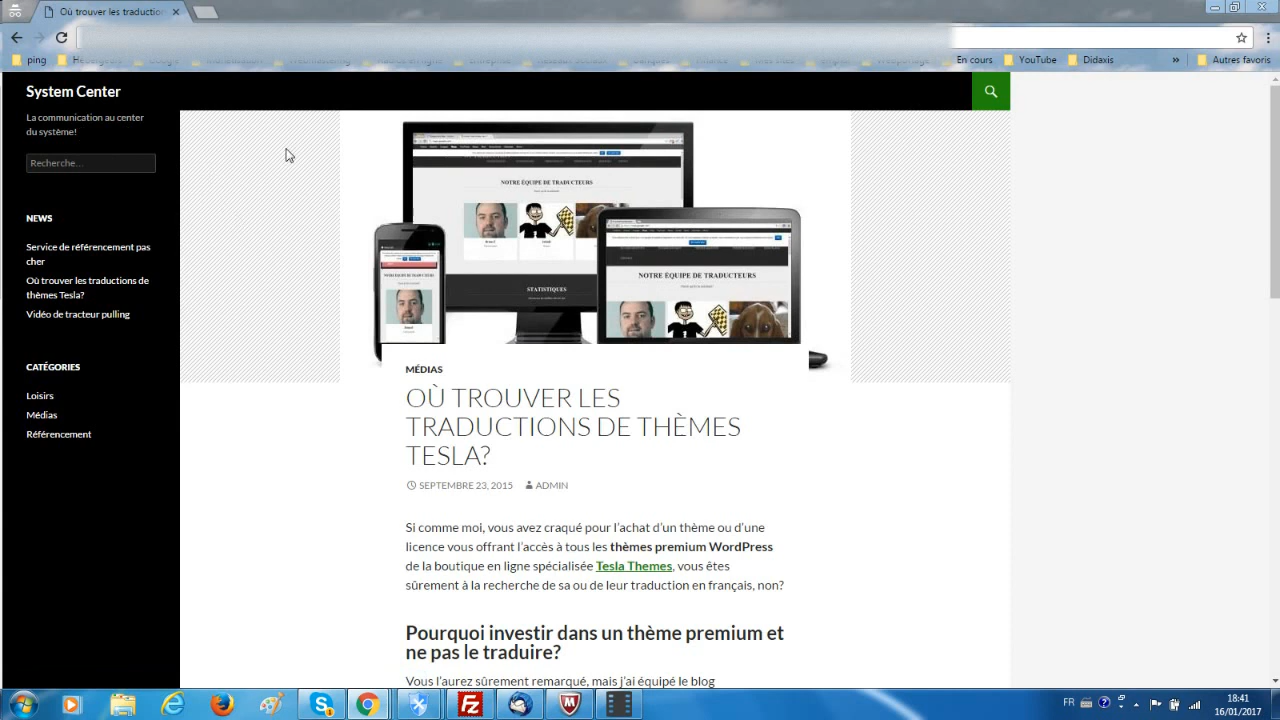 Où trouver les traduction
ping
En cours
YouTube
Didaxis
»
Autres favoris
System Center
La communication au center
du système!
Recherche...
NEWS
Service de référencement pas
cher
Où trouver les traductions de
thèmes Tesla?
Vidéo de tracteur pulling
CATÉGORIES
Loisirs
Médias
Référencement
NOTRE ÉQUIPE DE TRADUCTEURS
STATISTIQUES
NOTRE ÉQUIPE DE TRADUCTEURS
MÉDIAS
OÙ TROUVER LES
TRADUCTIONS DE THÈMES
TESLA?
SEPTEMBRE 23, 2015 ADMIN
Si comme moi, vous avez craqué pour l'achat d'un thème ou d'une
licence vous offrant l'accès à tous les thèmes premium WordPress
de la boutique en ligne spécialisée Tesla Themes, vous êtes
sûrement à la recherche de sa ou de leur traduction en français, non?
Pourquoi investir dans un thème premium et
ne pas le traduire?
Vous l'aurez sûrement remarqué, mais j'ai équipé le blog
FR
18:41
16/01/2017